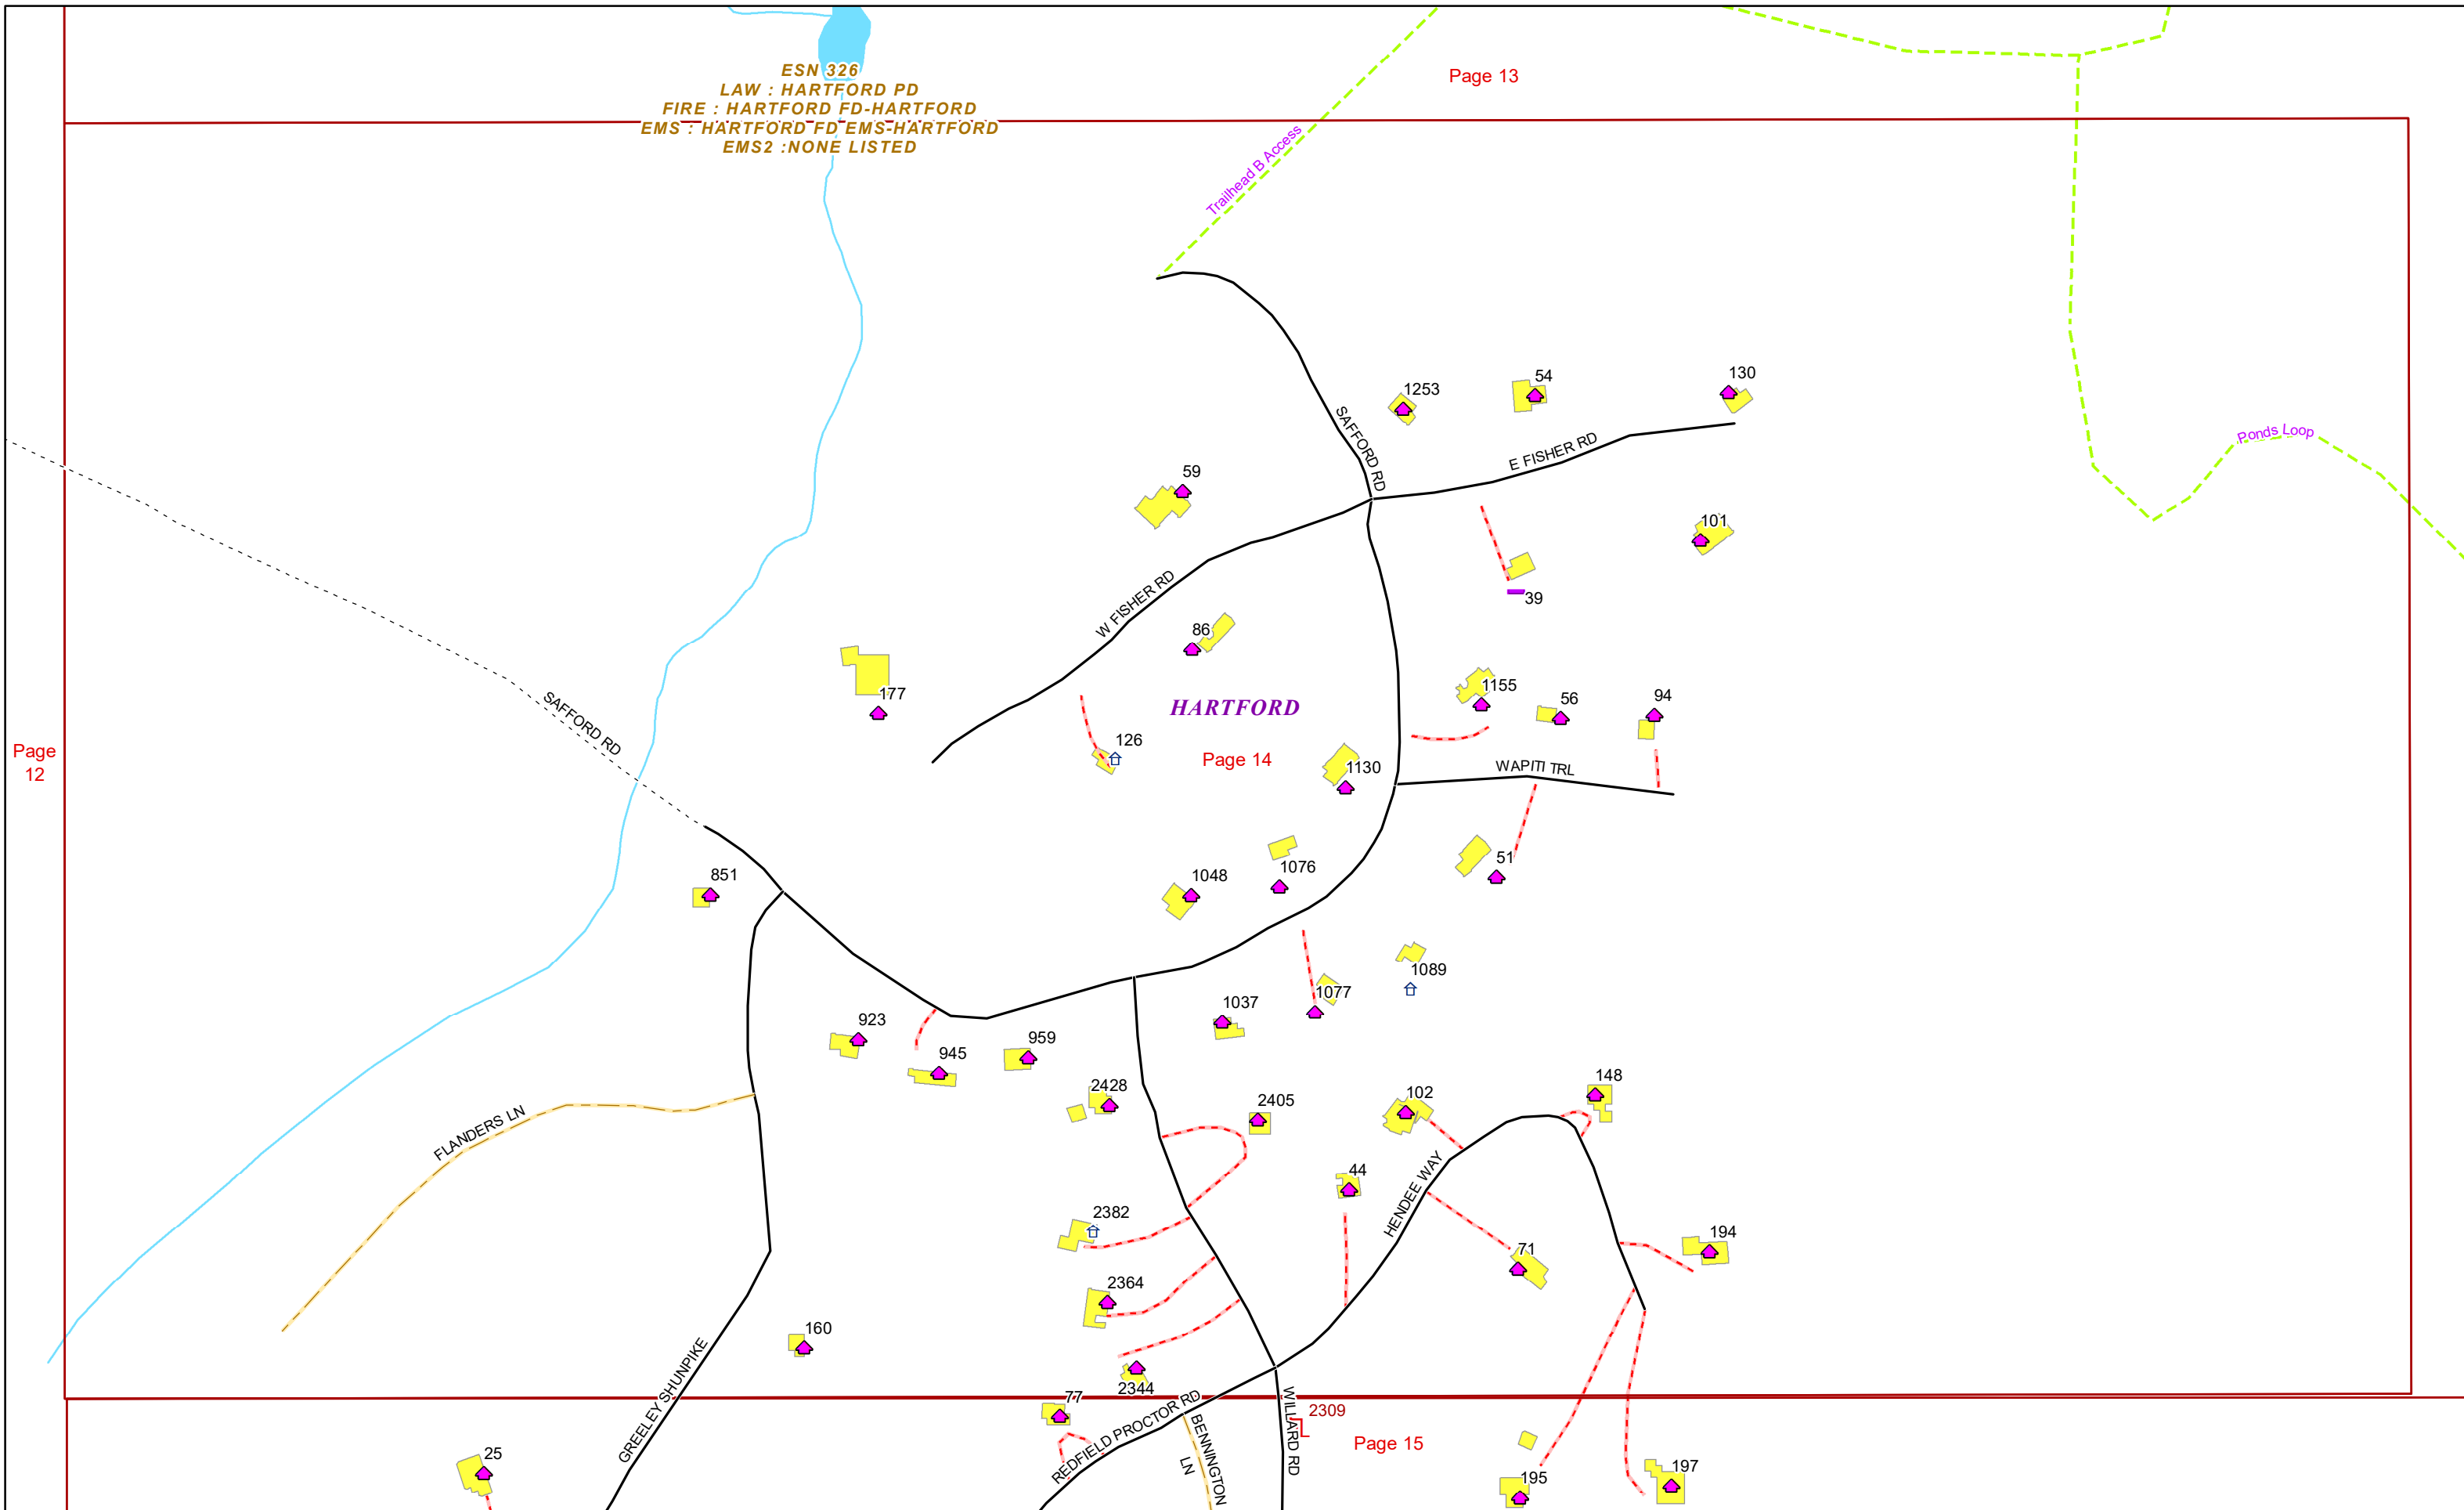 ESN 326
LAW : HARTFORD PD
FIRE : HARTFORD FD-HARTFORD
EMS : HARTFORD FD EMS-HARTFORD
EMS2 :NONE LISTED
Page 13
Trailhead B Access
1253
54
130
SAFFORD RD
E FISHER RD
Ponds Loop
59
101
W FISHER RD
39
86
177
1155
56
94
HARTFORD
SAFFORD RD
126
Page 14
Page
12
1130
WAPITI TRL
51
851
1048
1076
1089
1077
1037
923
945
959
2428
2405
102
148
FLANDERS LN
44
HENDEE WAY
2382
71
194
2364
160
2344
GREELEY SHUNPIKE
77
REDFIELD PROCTOR RD
BENNINGTON
LN
WILLARD RD
2309
Page 15
25
195
197